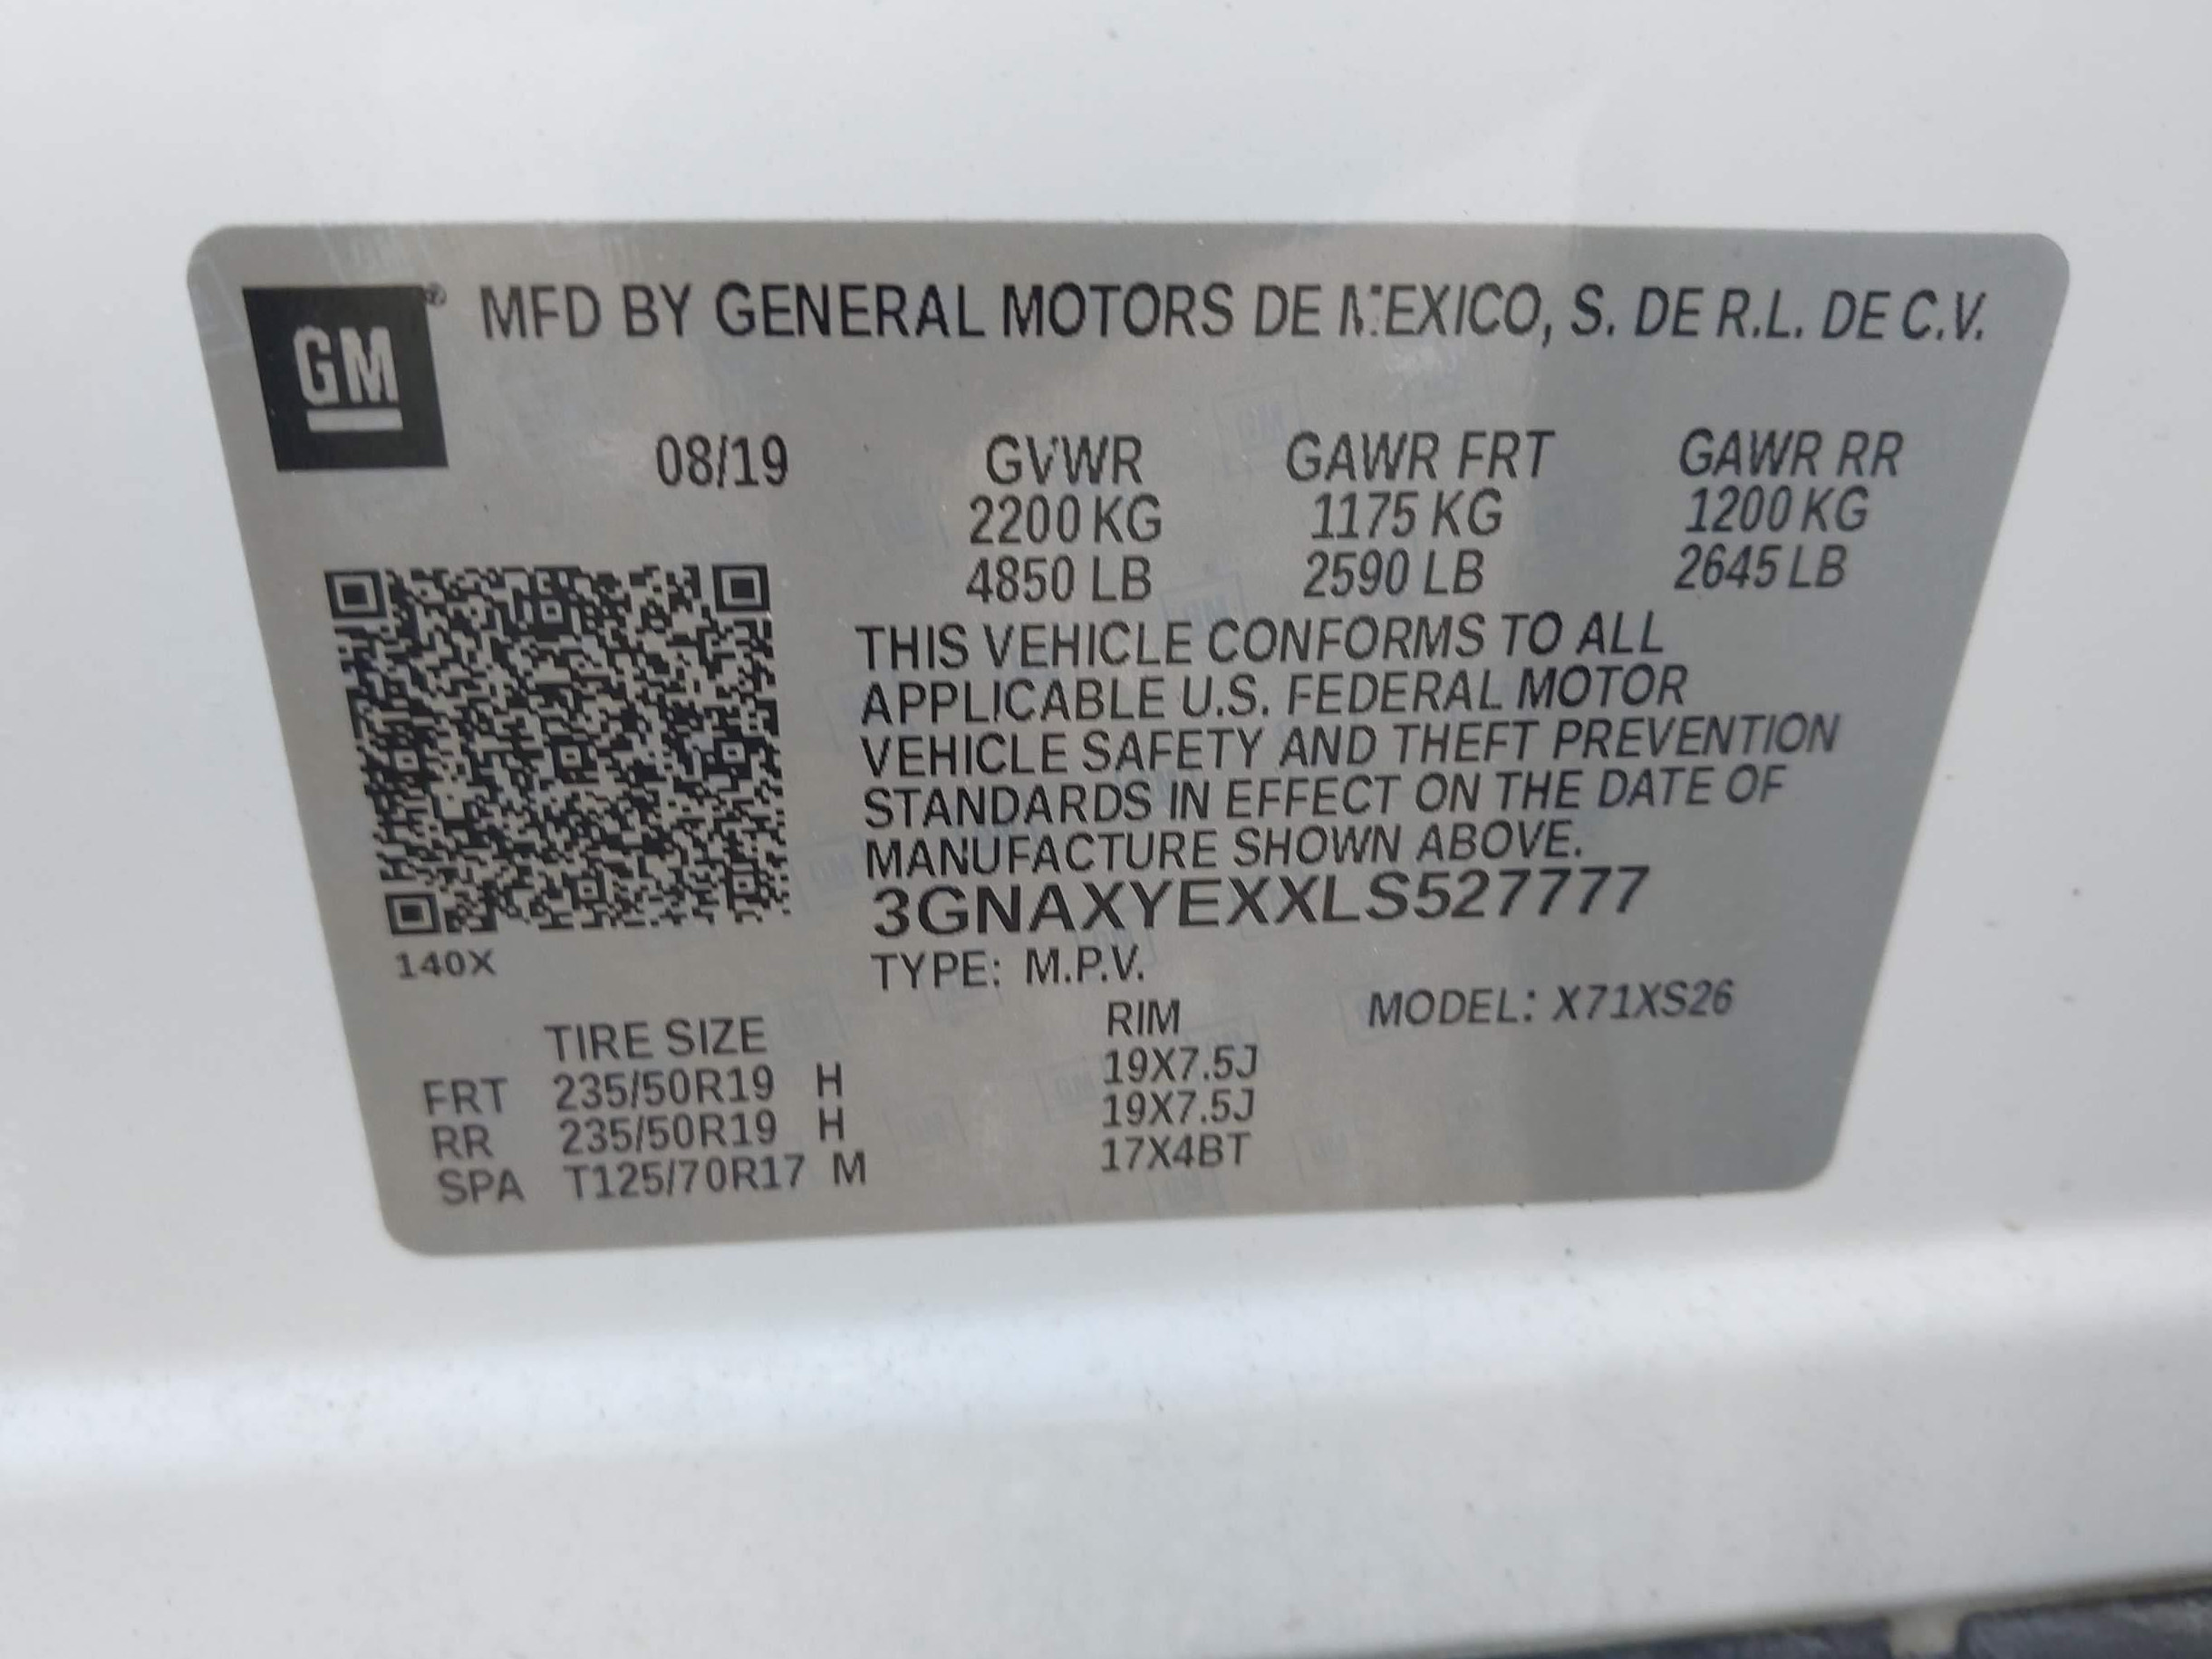 GM ® MFD BY GENERAL MOTORS DE MEXICO, S. DE R.L. DE C.V.
08/19 GVWR GAWR FRT GAWR RR
2200 KG 1175 KG 1200 KG
4850 LB 2590 LB 2645 LB
THIS VEHICLE CONFORMS TO ALL
APPLICABLE U.S. FEDERAL MOTOR
VEHICLE SAFETY AND THEFT PREVENTION
STANDARDS IN EFFECT ON THE DATE OF
MANUFACTURE SHOWN ABOVE.
3GNAXYEXXLS527777
140X
TYPE: M.P.V. MODEL: X71XS26
TIRE SIZE RIM
FRT 235/50R19 H 19X7.5J
RR 235/50R19 H 19X7.5J
SPA T125/70R17 M 17X4BT